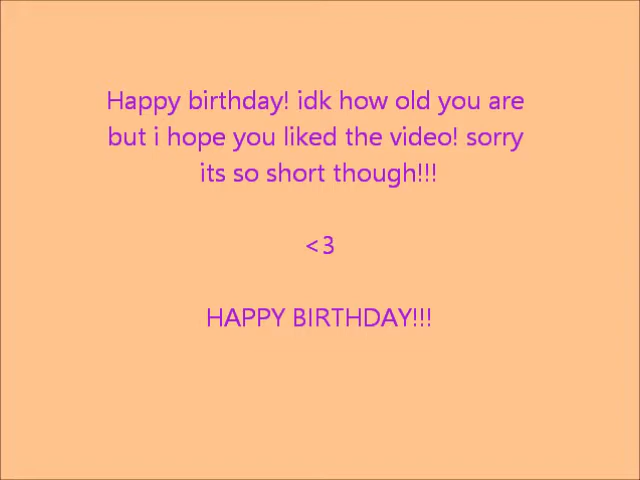 Happy birthday! idk how old you are
but i hope you liked the video! sorry
its so short though!!!
<3
HAPPY BIRTHDAY!!!